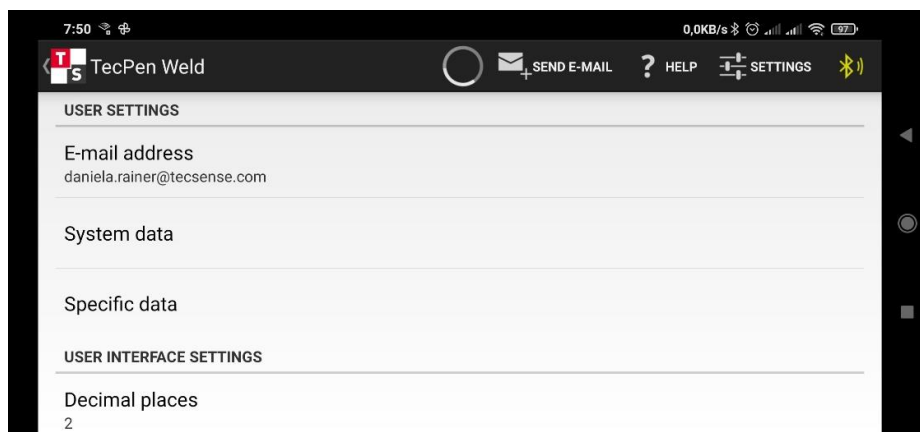 7:50 0,0KB/s 97
TS TecPen Weld SEND E-MAIL ? HELP SETTINGS
USER SETTINGS
E-mail address
daniela.rainer@tecsense.com
System data
Specific data
USER INTERFACE SETTINGS
Decimal places
2